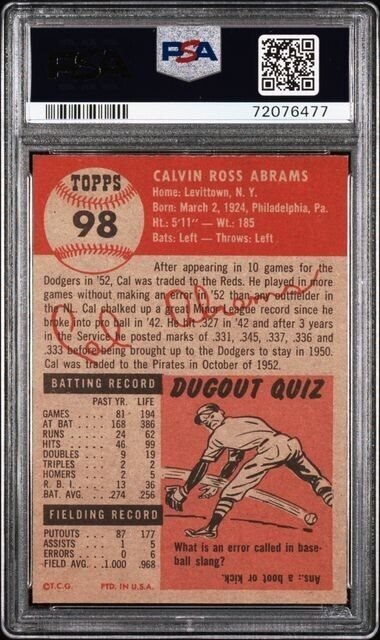 PSA
PSA
72076477
TOPPS
98
CALVIN ROSS ABRAMS
Home: Levittown, N. Y.
Born: March 2, 1924, Philadelphia, Pa.
Ht.: 5'11" — Wt.: 185
Bats: Left — Throws: Left
After appearing in 10 games for the
Dodgers in '52, Cal was traded to the Reds. He played in more
games without making an error in '52 than any outfielder in
the NL. Cal chalked up a great Minor League record since he
broke into pro ball in '42. He hit .327 in '42 and after 3 years
in the Service, posted marks of .331, .345, .337, .336, and
.333 before being brought up to the Dodgers to stay in 1950.
Cal was traded to the Pirates in October of 1952.
Cal Abrams
BATTING RECORD
PAST YR. LIFE
GAMES 81 194
AT BAT 168 386
RUNS 24 62
HITS 46 99
DOUBLES 9 19
TRIPLES 2 2
HOMERS 2 5
R. B. I. 13 36
BAT. AVG. .274 .256
FIELDING RECORD
PUTOUTS 87 177
ASSISTS 1 5
ERRORS 0 6
FIELD AVG. 1.000 .968
©T.C.G. PTD. IN U.S.A.
DUGOUT QUIZ
What is an error called in base-
ball slang?
Ans.: a boot or kick.